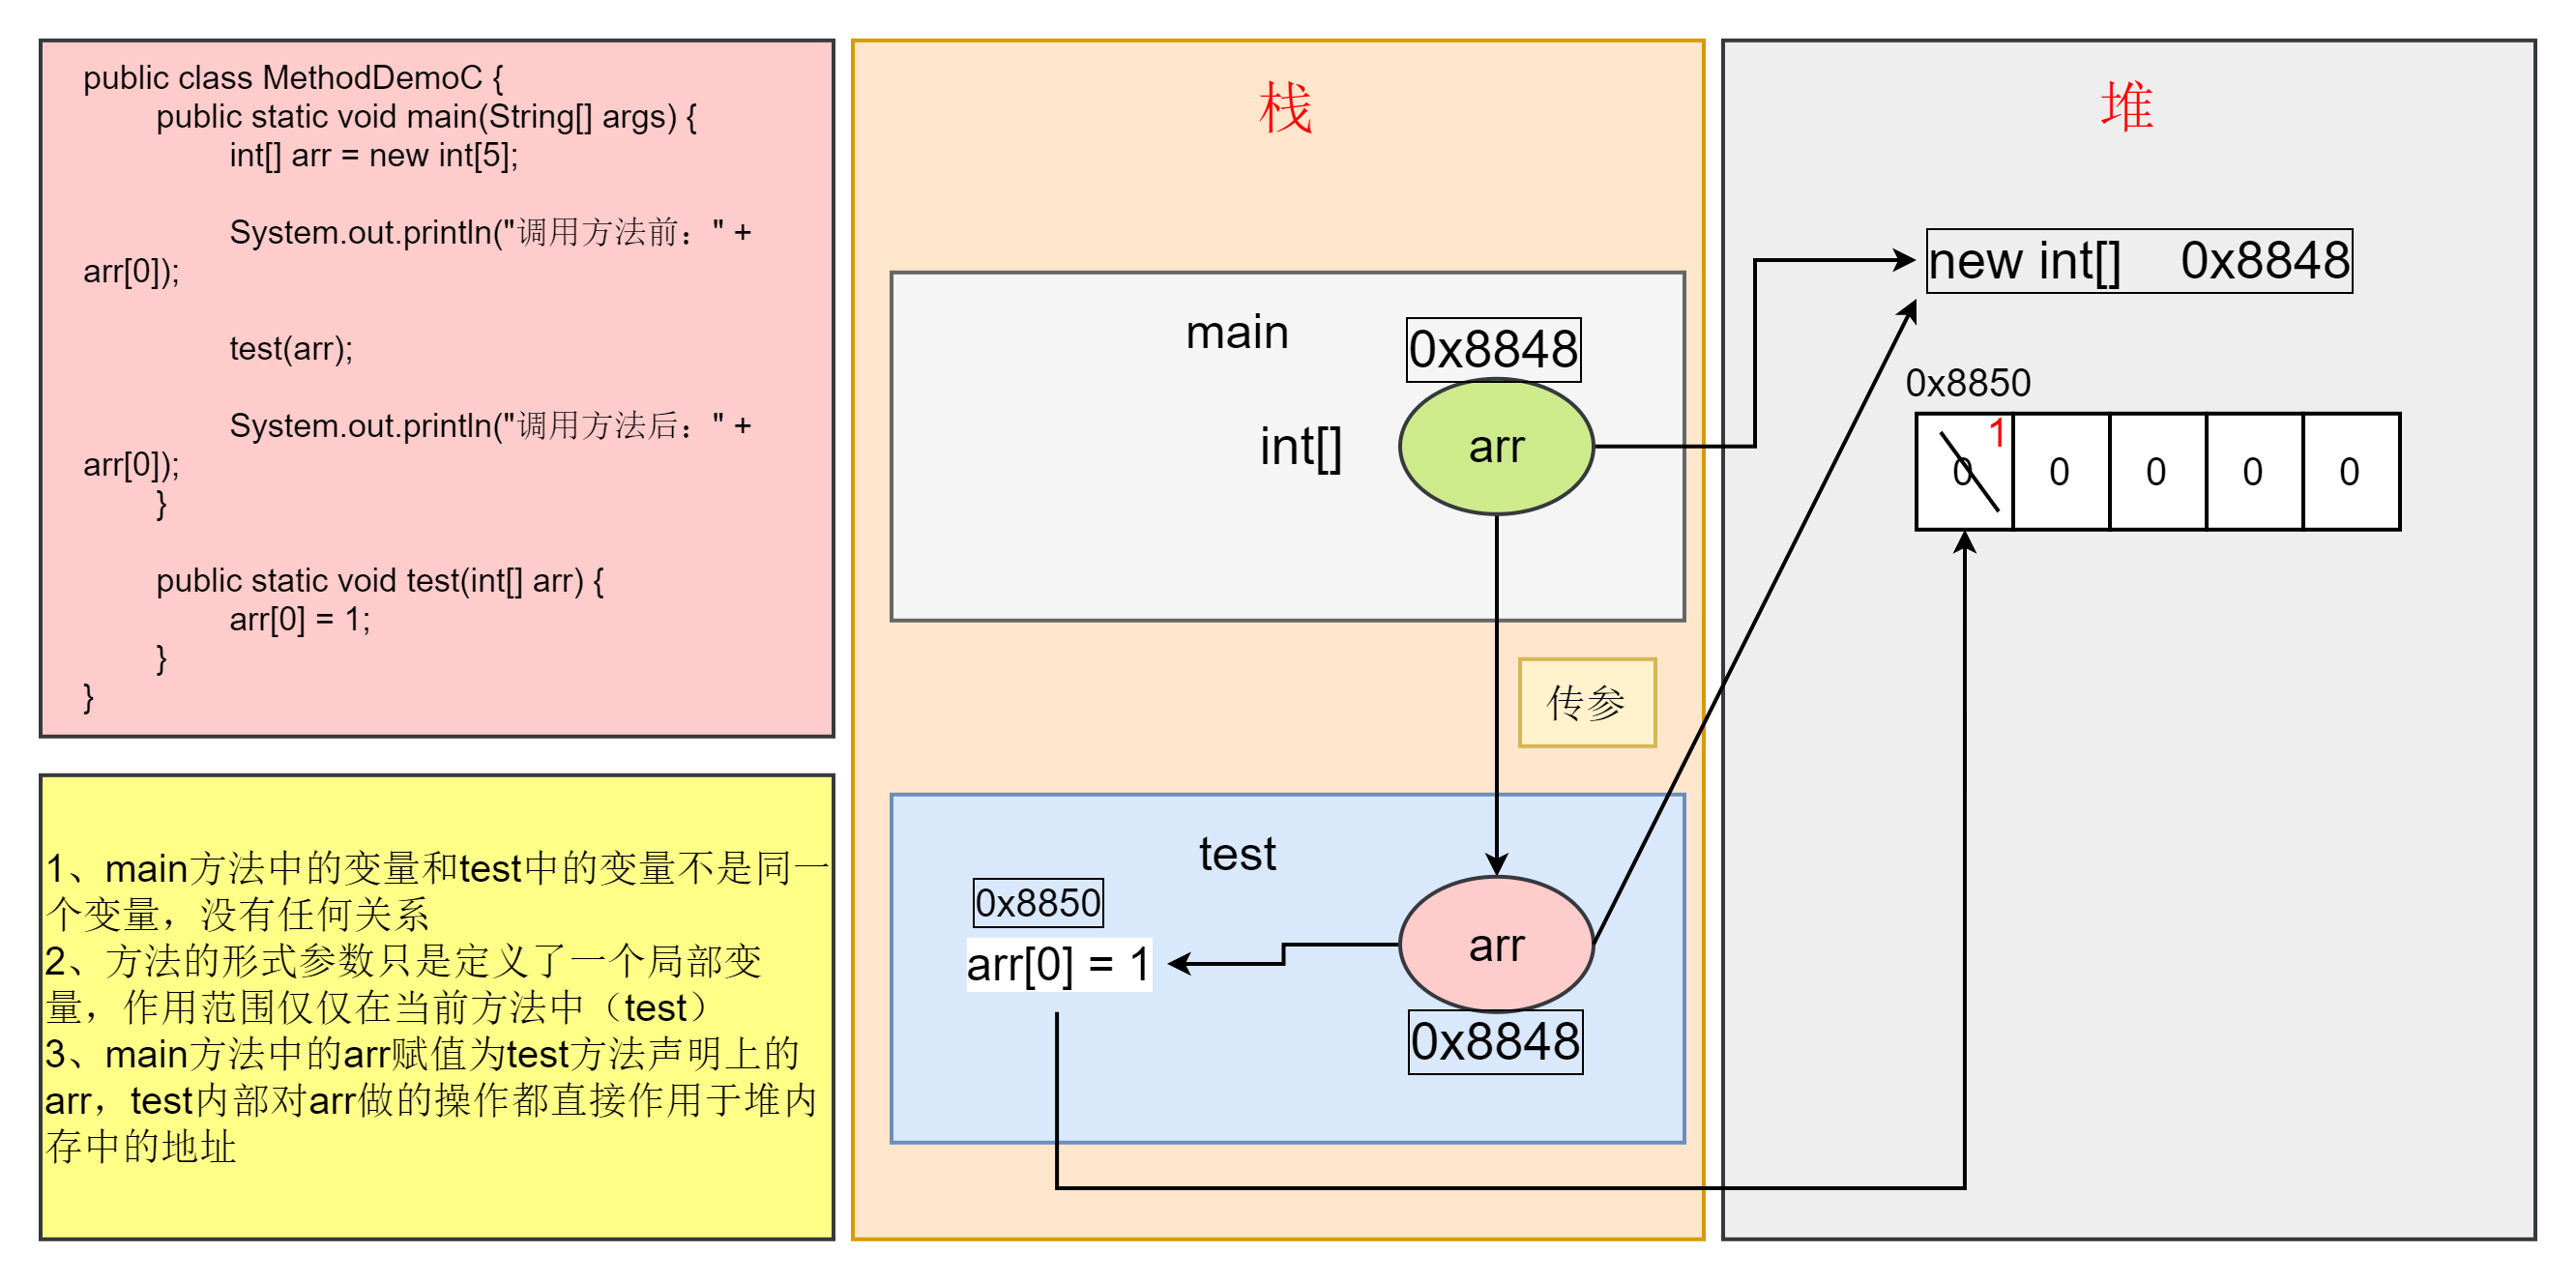 public class MethodDemoC {
public static void main(String[] args) {
int[] arr = new int[5];
System.out.println("调用方法前：" +
arr[0]);
test(arr);
System.out.println("调用方法后：" +
arr[0]);
}
public static void test(int[] arr) {
arr[0] = 1;
}
}
1、main方法中的变量和test中的变量不是同一
个变量，没有任何关系
2、方法的形式参数只是定义了一个局部变
量，作用范围仅仅在当前方法中（test）
3、main方法中的arr赋值为test方法声明上的
arr，test内部对arr做的操作都直接作用于堆内
存中的地址
栈
main
0x8848
int[]
arr
传参
test
0x8850
arr[0] = 1
arr
0x8848
堆
new int[] 0x8848
0x8850
1
0 0 0 0 0